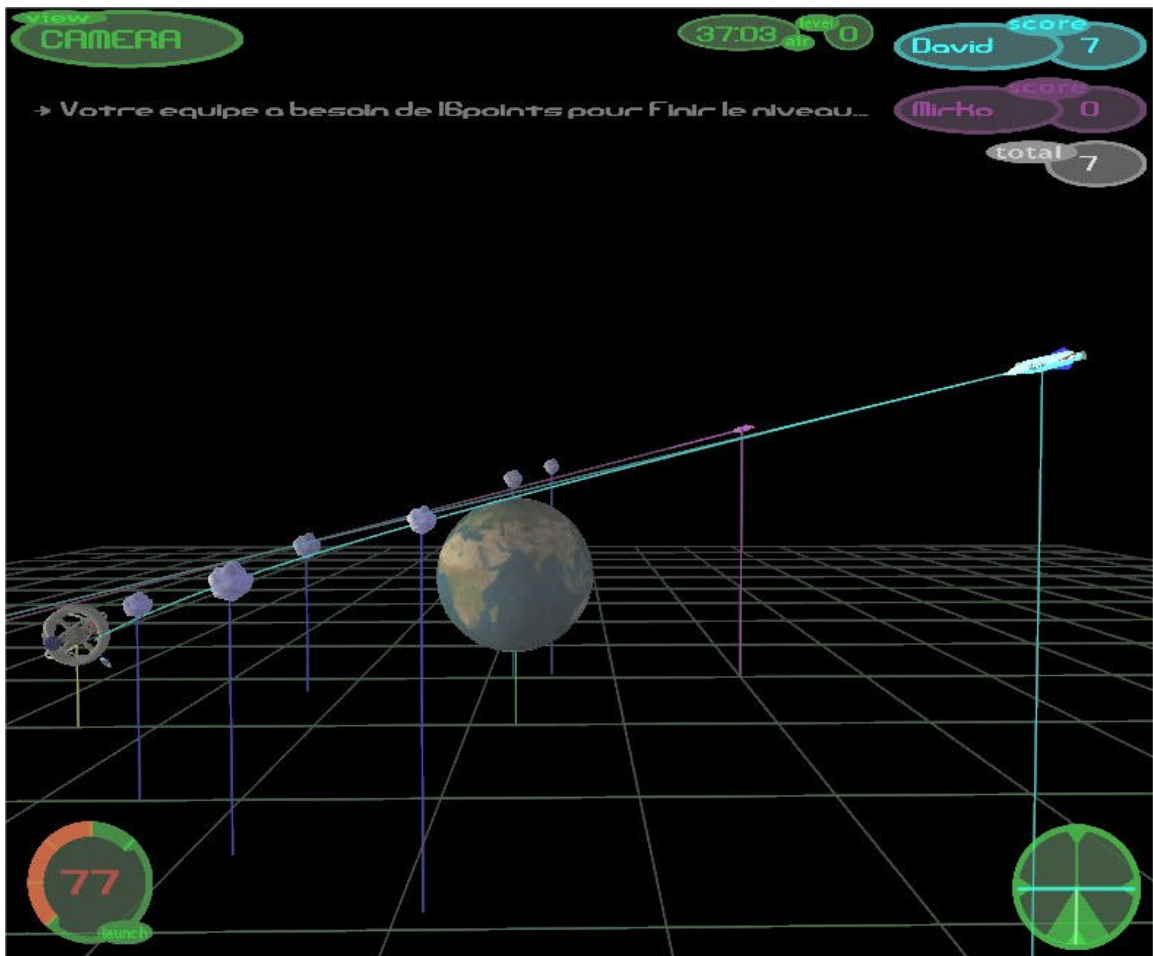 view
CAMERA
37:03
air
level
0
score
David 7
→ Votre equipe a besoin de 16points pour Finir le niveau...
score
Mirko 0
total
7
77
launch